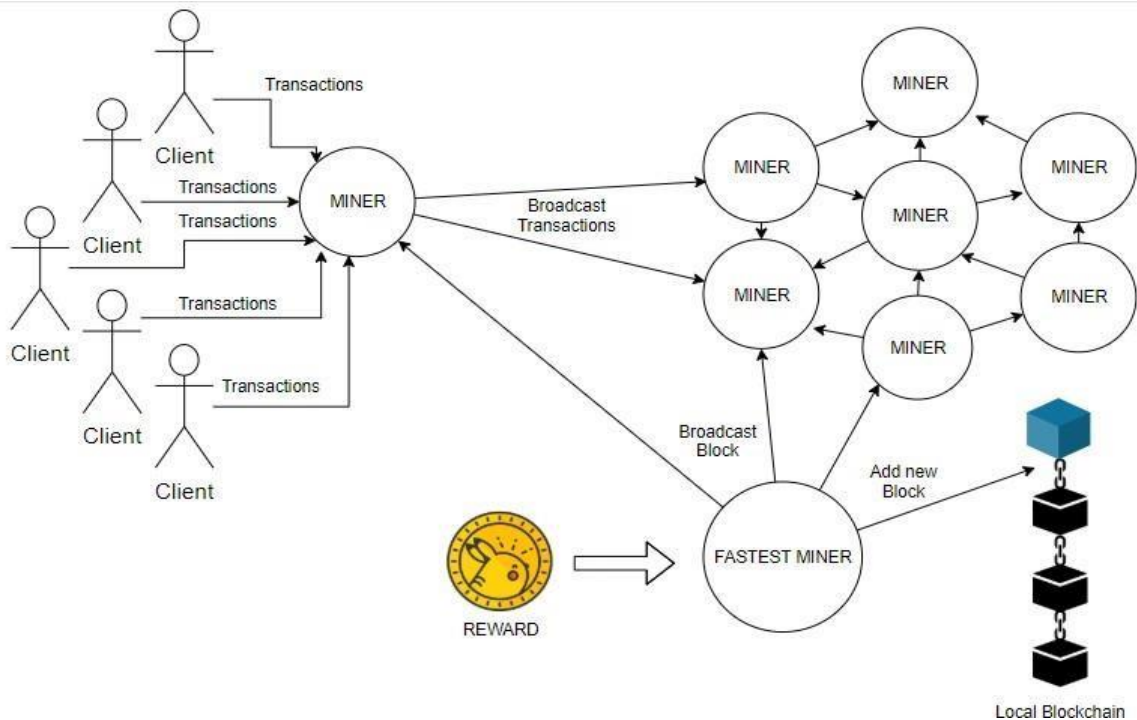 Transactions
Client
Transactions
Client
Transactions
Client
Transactions
Client
Transactions
Client
MINER
Broadcast
Transactions
MINER
MINER
MINER
MINER
MINER
MINER
MINER
Broadcast
Block
Add new
Block
FASTEST MINER
REWARD
Local Blockchain